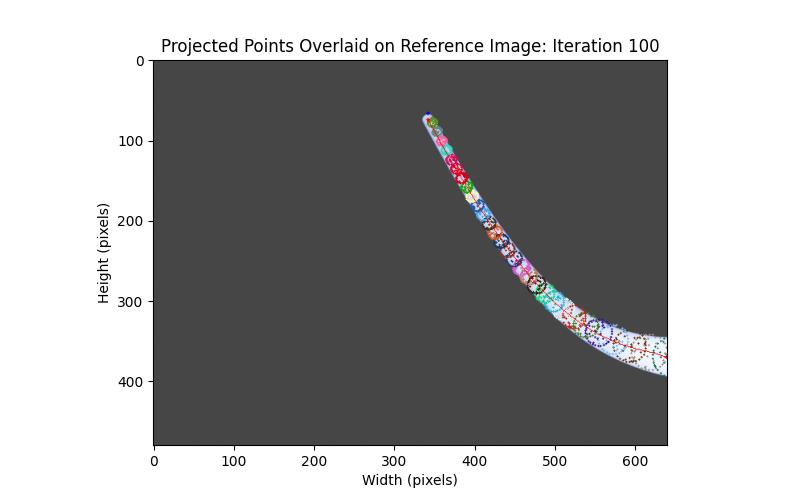 Projected Points Overlaid on Reference Image: Iteration 100
0
100
200
300
400
Height (pixels)
0 100 200 300 400 500 600
Width (pixels)